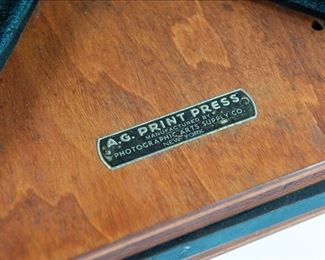 A.G. PRINT PRESS
MANUFACTURED BY
PHOTOGRAPHIC ARTS SUPPLY CO.
NEW YORK